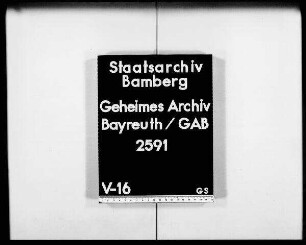 Staatsarchiv
Bamberg
Geheimes Archiv
Bayreuth / GAB
2591
V-16 GS